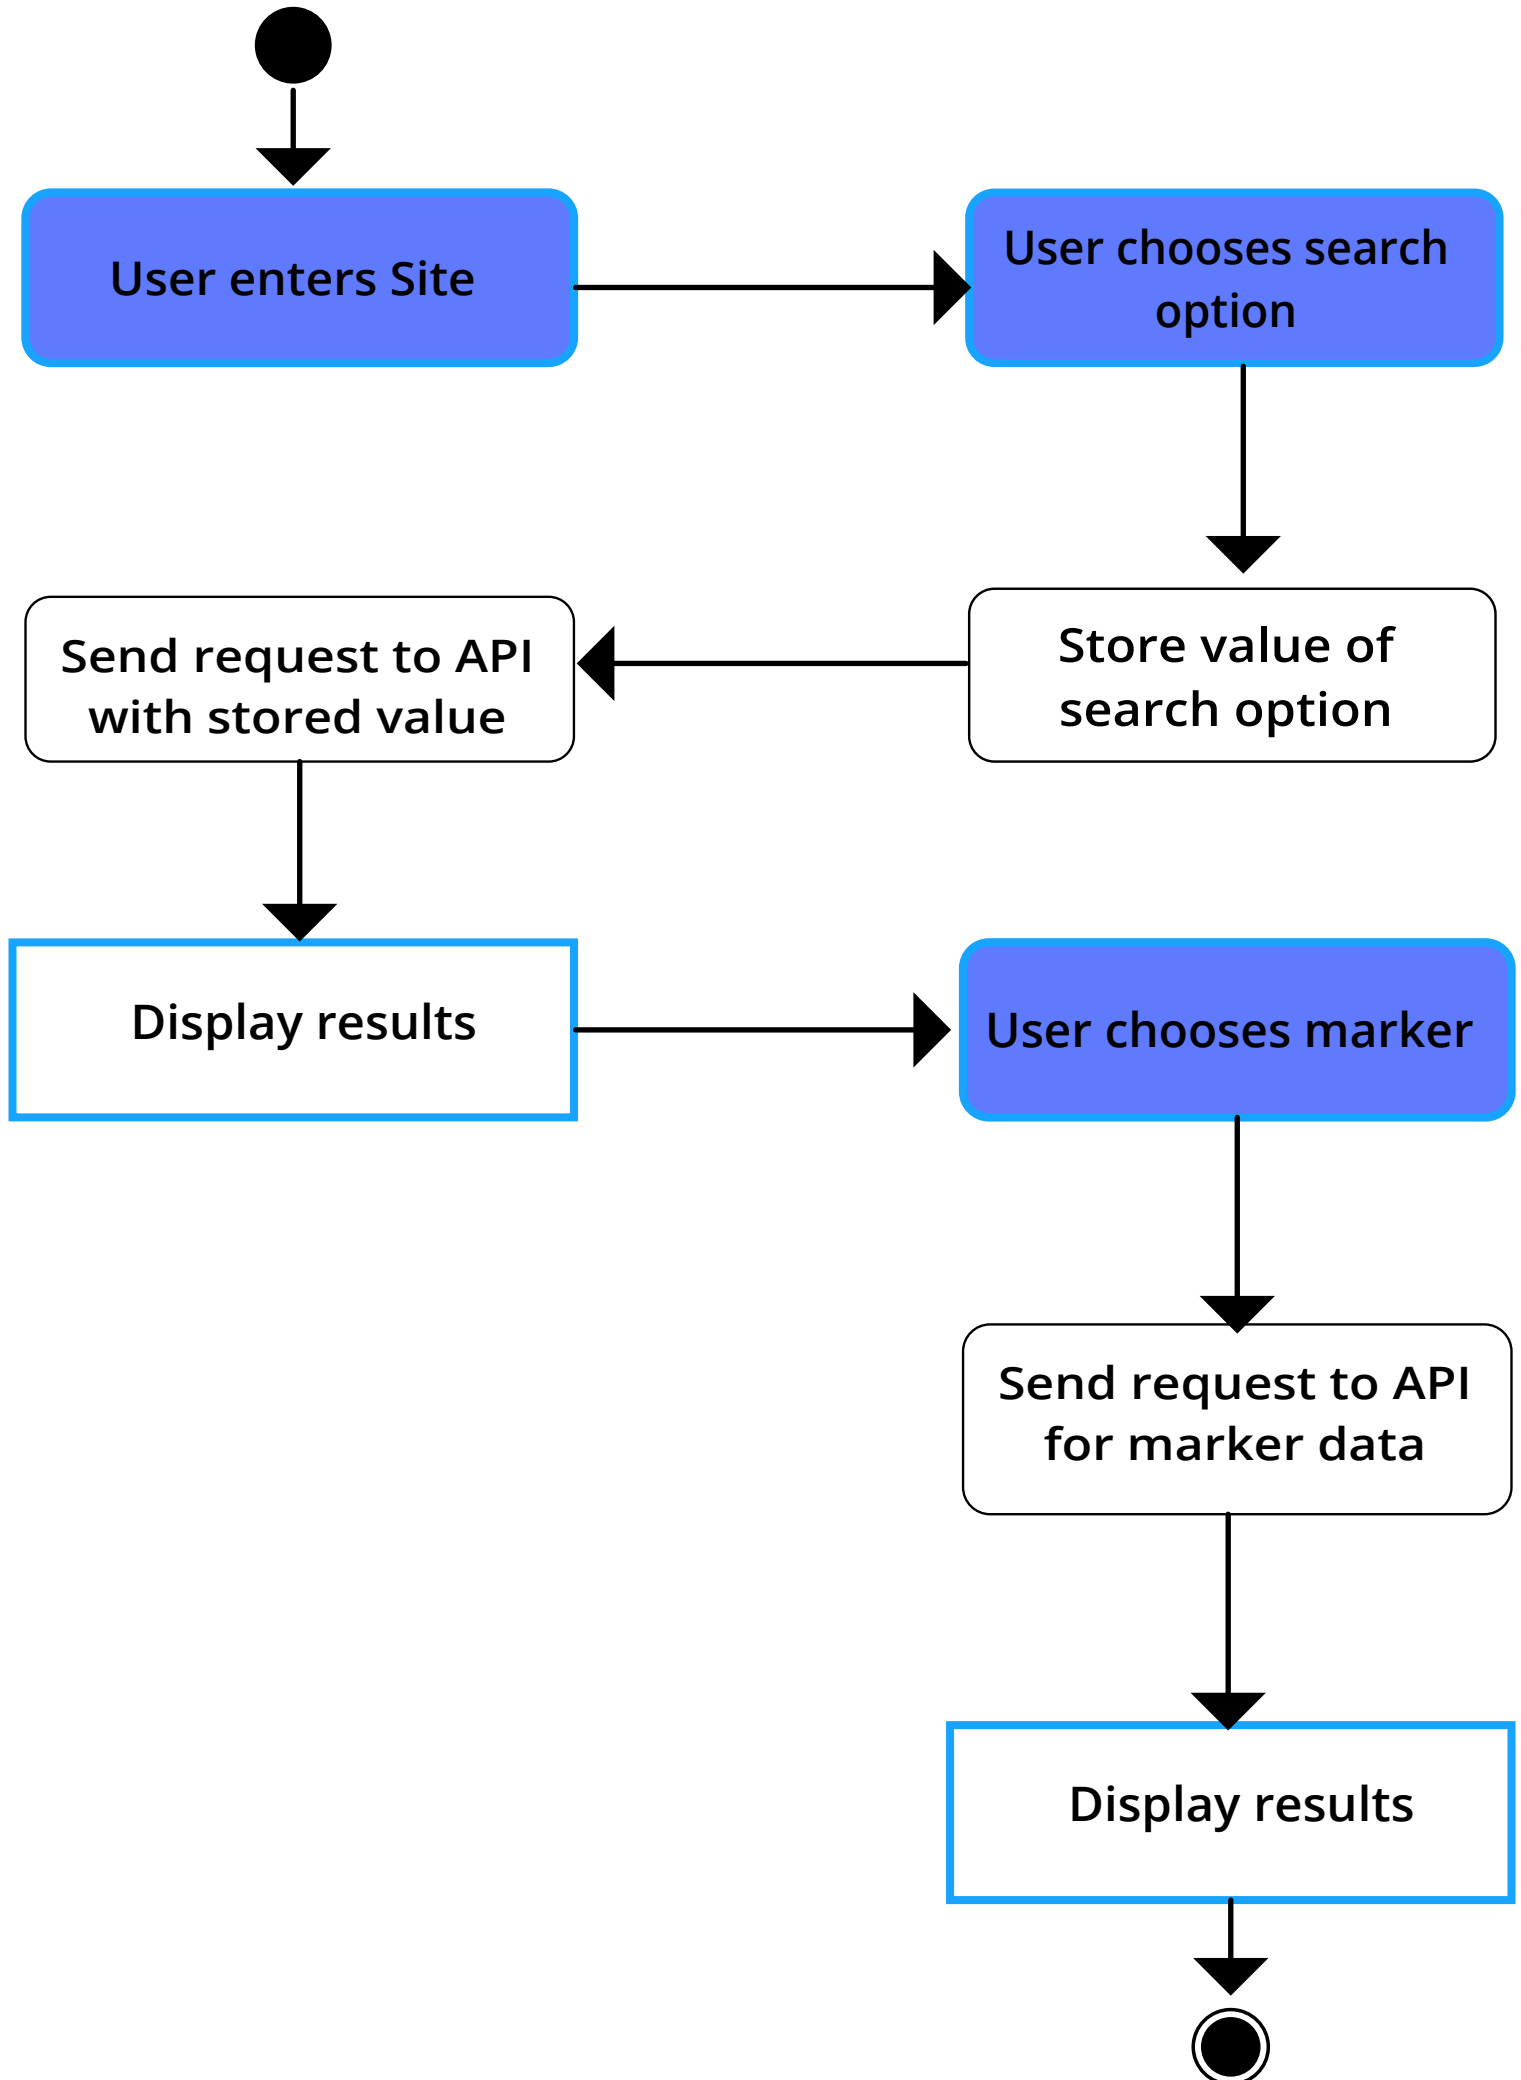 User enters Site
User chooses search
option
Store value of
search option
Send request to API
with stored value
Display results
User chooses marker
Send request to API
for marker data
Display results